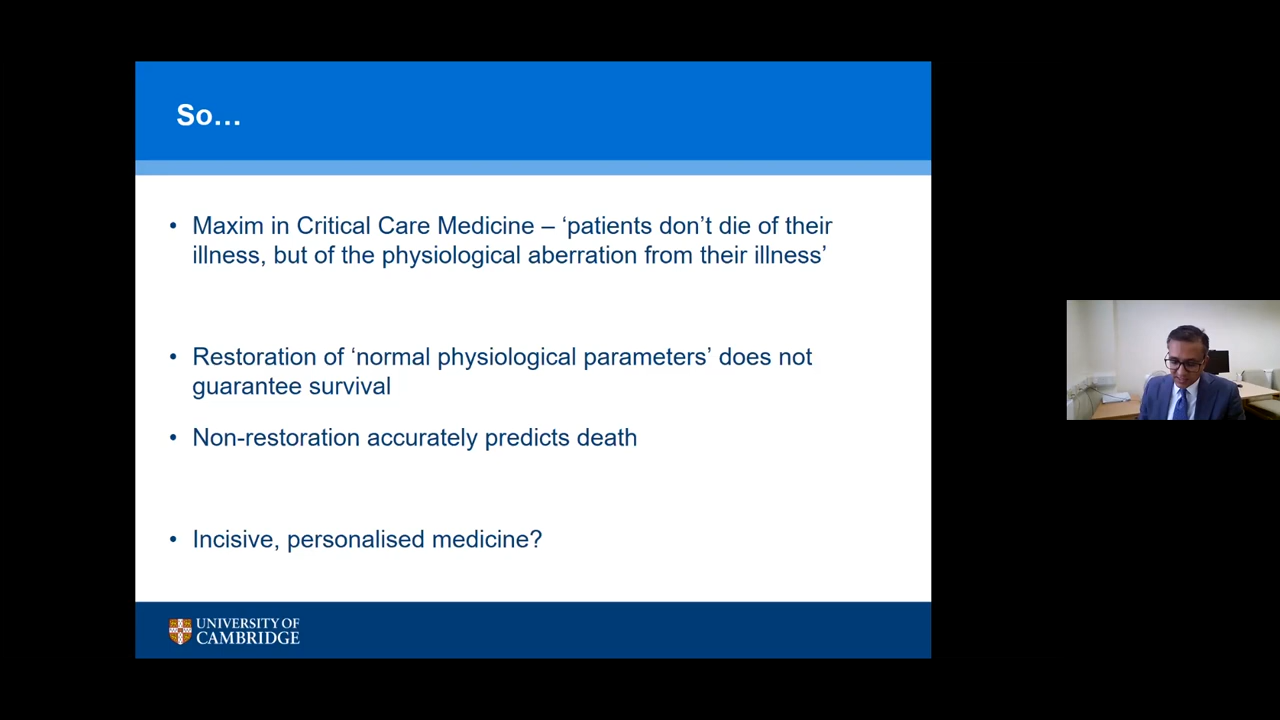 So…
• Maxim in Critical Care Medicine – ‘patients don’t die of their
illness, but of the physiological aberration from their illness’
• Restoration of ‘normal physiological parameters’ does not
guarantee survival
• Non-restoration accurately predicts death
• Incisive, personalised medicine?
UNIVERSITY OF
CAMBRIDGE